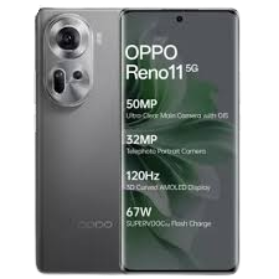 OPPO
Reno11 5G
50MP
Ultra-Clear Main Camera with OIS
32MP
Telephoto Portrait Camera
120Hz
3D Curved AMOLED Display
67W
SUPERVOOC Flash Charge
OPPO